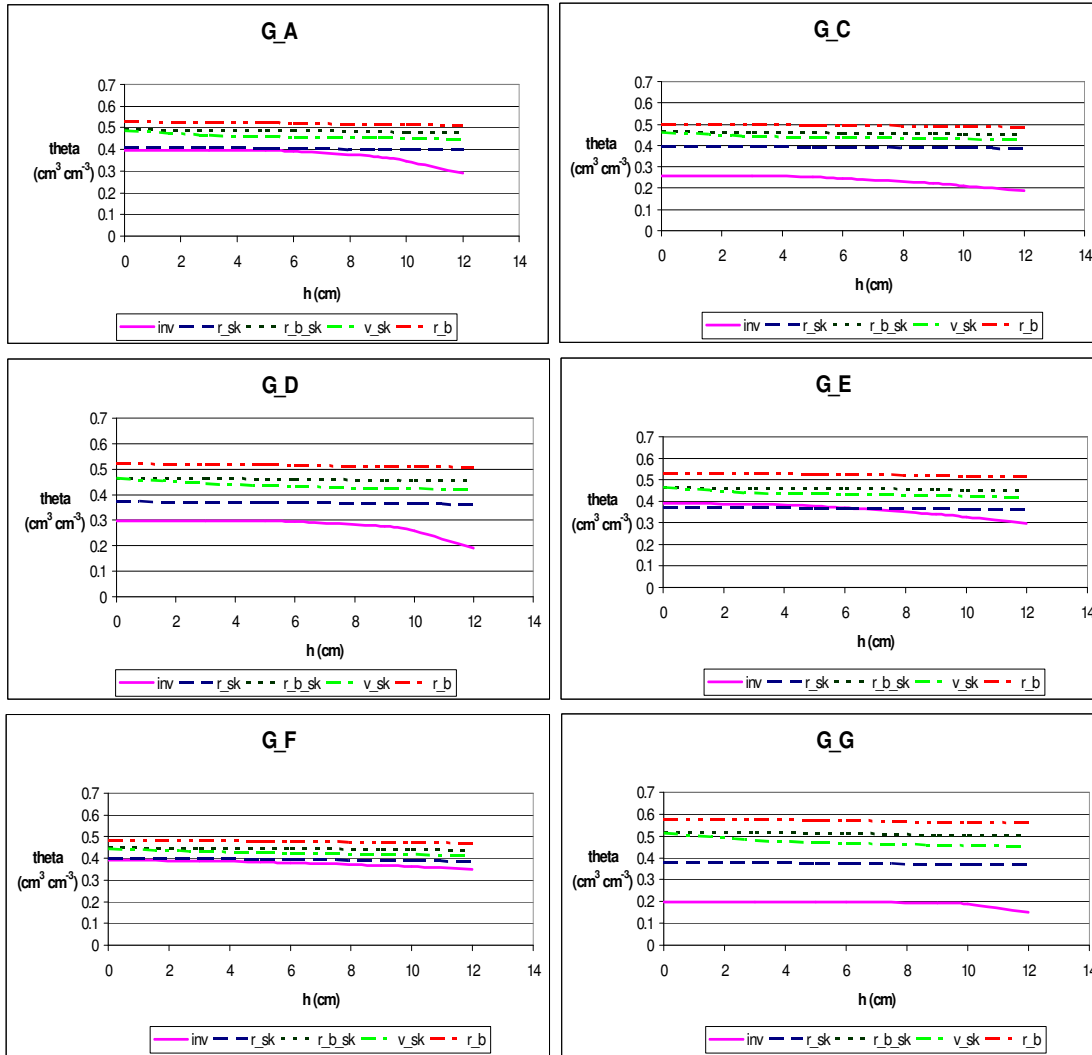 G_A
0.7
0.6
0.5
0.4
0.3
0.2
0.1
0
theta
(cm³ cm⁻³)
0 2 4 6 8 10 12 14
h (cm)
inv r_sk r_b_sk v_sk r_b
G_C
0.7
0.6
0.5
0.4
0.3
0.2
0.1
0
theta
(cm³ cm⁻³)
0 2 4 6 8 10 12 14
h (cm)
inv r_sk r_b_sk v_sk r_b
G_D
0.7
0.6
0.5
0.4
0.3
0.2
0.1
0
theta
(cm³ cm⁻³)
0 2 4 6 8 10 12 14
h (cm)
inv r_sk r_b_sk v_sk r_b
G_E
0.7
0.6
0.5
0.4
0.3
0.2
0.1
0
theta
(cm³ cm⁻³)
0 2 4 6 8 10 12 14
h (cm)
inv r_sk r_b_sk v_sk r_b
G_F
0.7
0.6
0.5
0.4
0.3
0.2
0.1
0
theta
(cm³ cm⁻³)
0 2 4 6 8 10 12 14
h (cm)
inv r_sk r_b_sk v_sk r_b
G_G
0.7
0.6
0.5
0.4
0.3
0.2
0.1
0
theta
(cm³ cm⁻³)
0 2 4 6 8 10 12 14
h (cm)
inv r_sk r_b_sk v_sk r_b